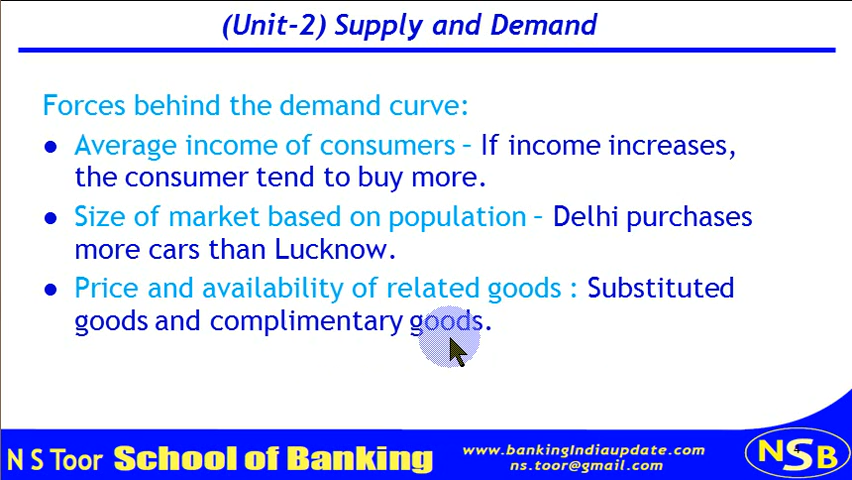 (Unit-2) Supply and Demand
Forces behind the demand curve:
● Average income of consumers – If income increases,
the consumer tend to buy more.
● Size of market based on population – Delhi purchases
more cars than Lucknow.
● Price and availability of related goods : Substituted
goods and complimentary goods.
N S Toor School of Banking
www.bankingIndiaupdate.com
ns.toor@gmail.com
NSB